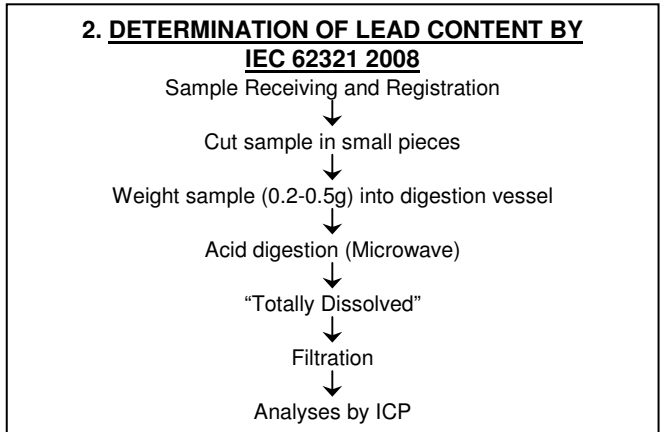 2. DETERMINATION OF LEAD CONTENT BY
IEC 62321 2008
Sample Receiving and Registration
Cut sample in small pieces
Weight sample (0.2-0.5g) into digestion vessel
Acid digestion (Microwave)
“Totally Dissolved”
Filtration
Analyses by ICP